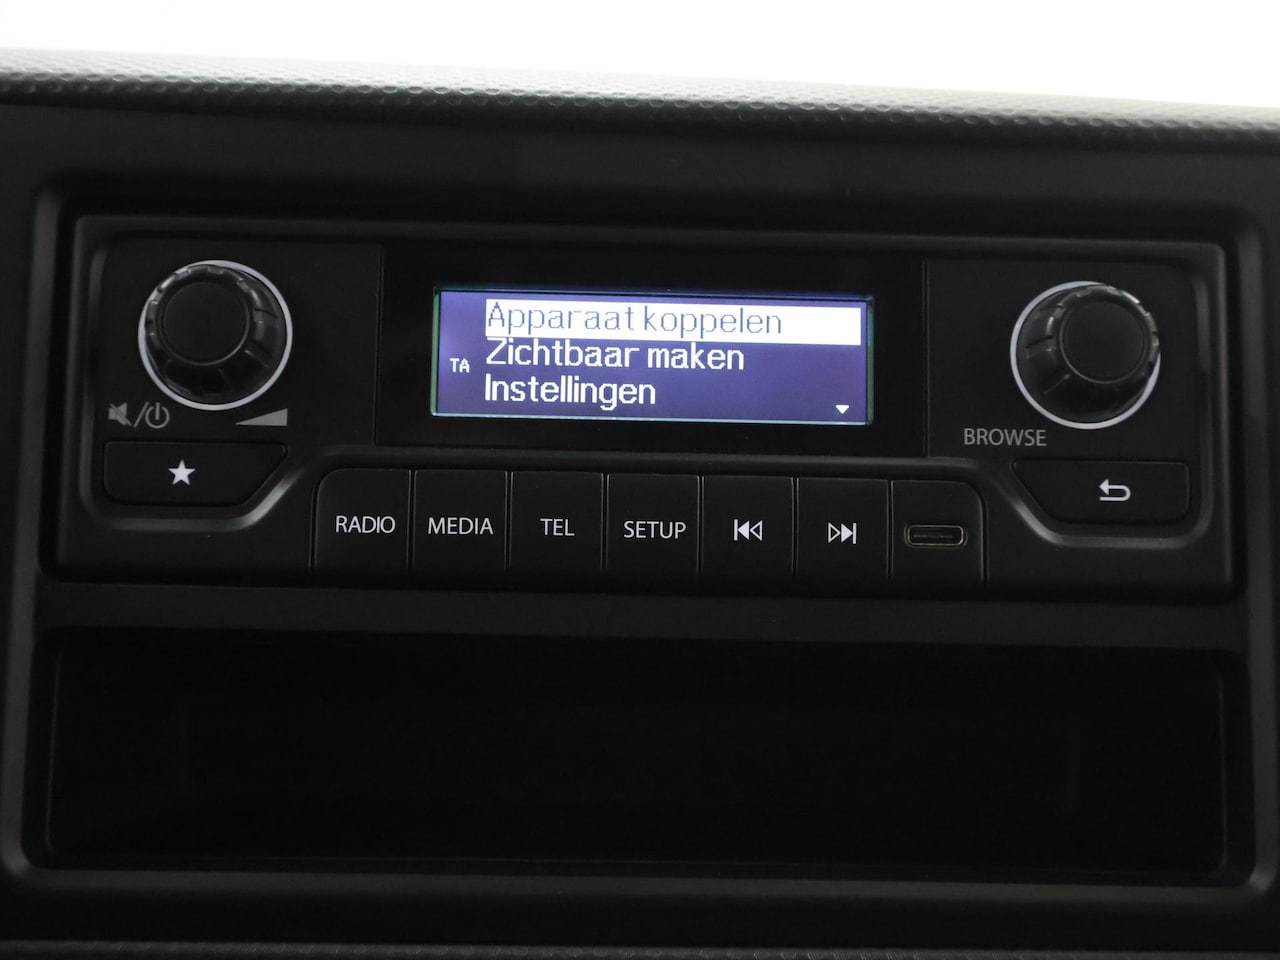 Apparaat koppelen
Zichtbaar maken
TA
Instellingen
BROWSE
RADIO
MEDIA
TEL
SETUP